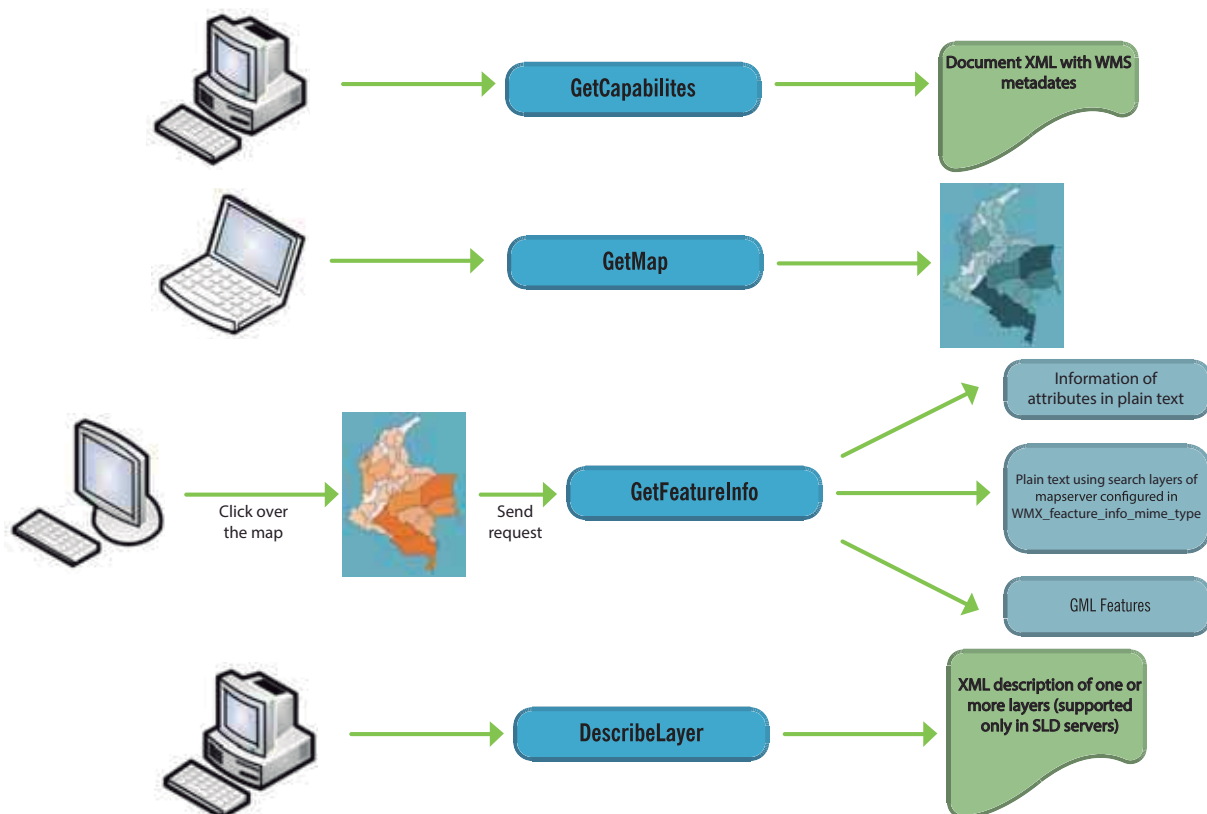 GetCapabilites
Document XML with WMS
metadates
GetMap
Click over
the map
Send
request
GetFeatureInfo
Information of
attributes in plain text
Plain text using search layers of
mapserver configured in
WMX_feacture_info_mime_type
GML Features
DescribeLayer
XML description of one or
more layers (supported
only in SLD servers)